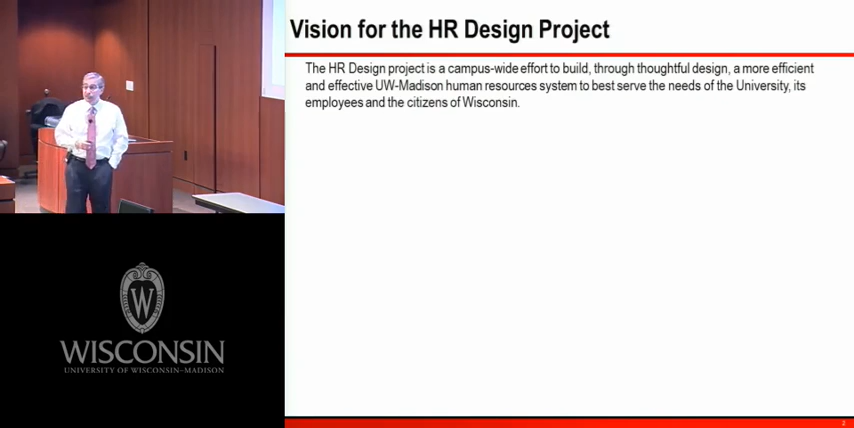 Vision for the HR Design Project
The HR Design project is a campus-wide effort to build, through thoughtful design, a more efficient
and effective UW-Madison human resources system to best serve the needs of the University, its
employees and the citizens of Wisconsin.
W
WISCONSIN
UNIVERSITY OF WISCONSIN–MADISON
2